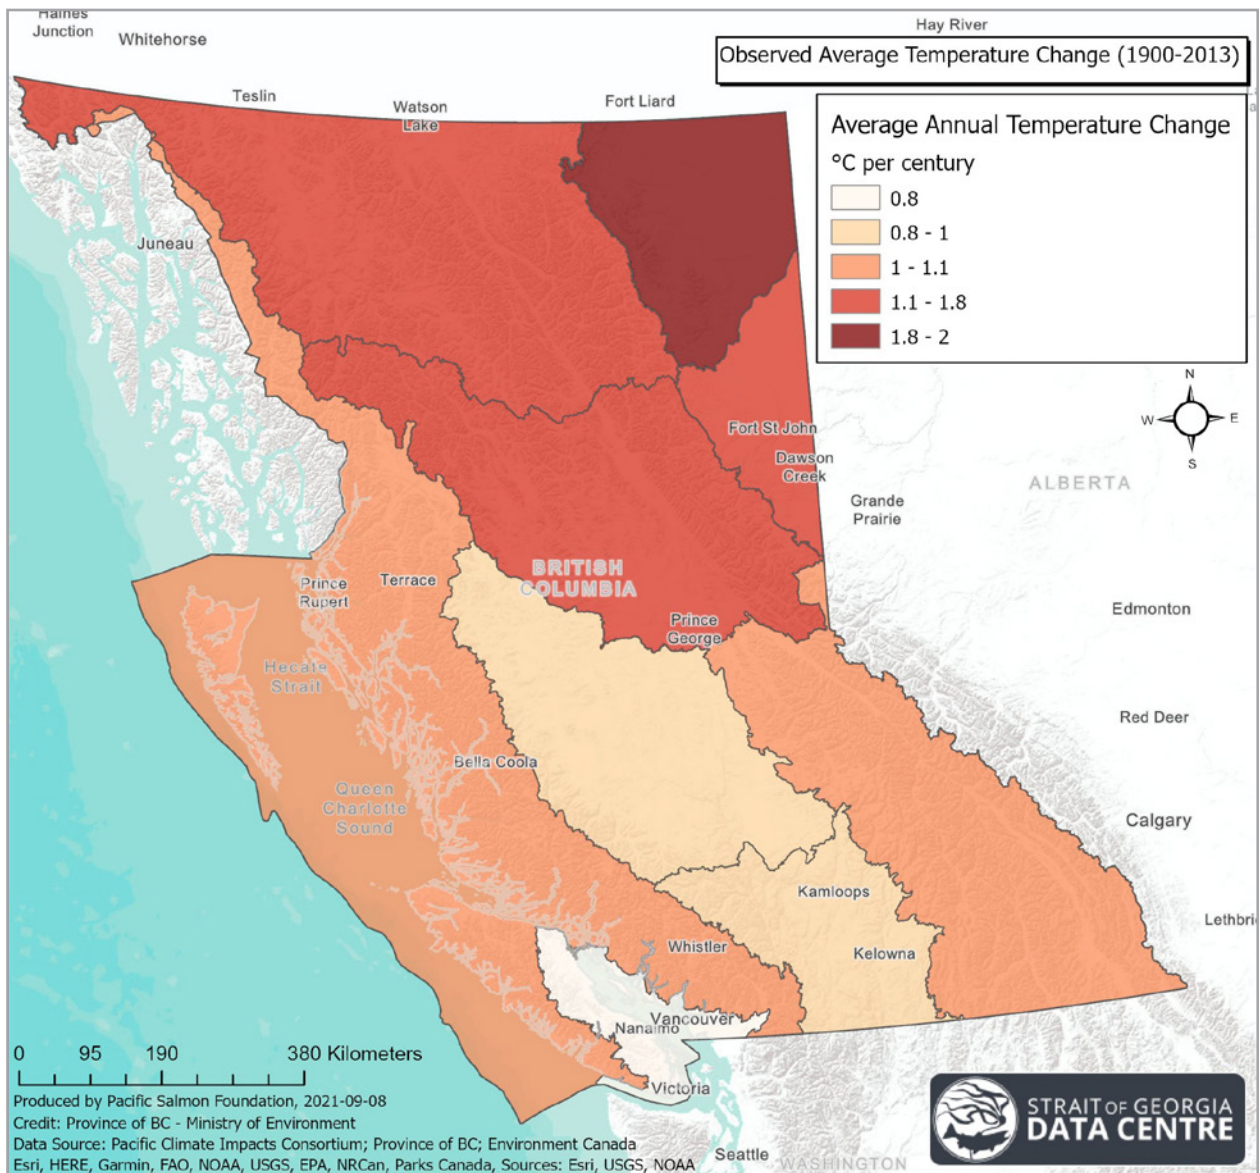 Haines
Junction
Whitehorse
Hay River
Observed Average Temperature Change (1900-2013)
Teslin
Watson
Lake
Fort Liard
Average Annual Temperature Change
°C per century
0.8
0.8 - 1
1 - 1.1
1.1 - 1.8
1.8 - 2
Juneau
N
W
E
S
Fort St John
Dawson
Creek
ALBERTA
Grande
Prairie
BRITISH
COLUMBIA
Prince
Rupert
Terrace
Prince
George
Edmonton
Hecate
Strait
Red Deer
Bella Coola
Queen
Charlotte
Sound
Calgary
Kamloops
Lethbri
Whistler
Kelowna
Vancouver
Nanaimo
0 95 190 380 Kilometers
Victoria
Produced by Pacific Salmon Foundation, 2021-09-08
Credit: Province of BC - Ministry of Environment
Data Source: Pacific Climate Impacts Consortium; Province of BC; Environment Canada
Esri, HERE, Garmin, FAO, NOAA, USGS, EPA, NRCan, Parks Canada, Sources: Esri, USGS, NOAA
Seattle
WASHINGTON
STRAIT OF GEORGIA
DATA CENTRE